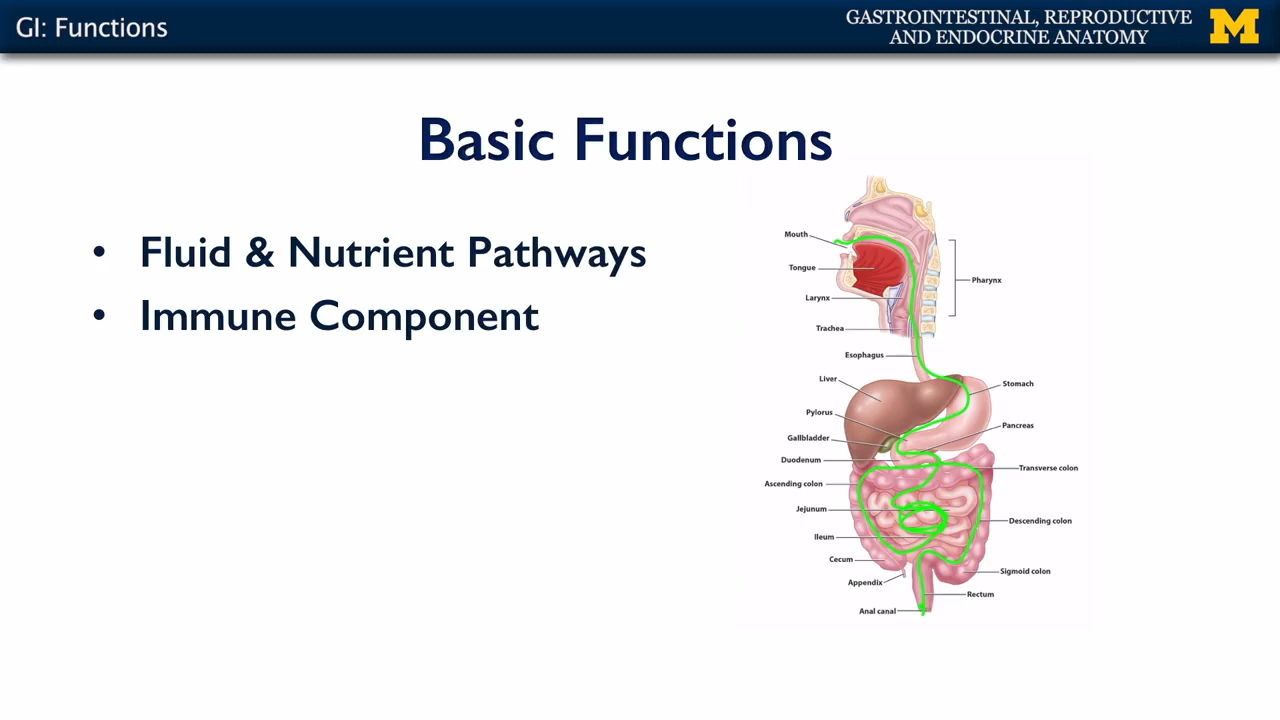 GI: Functions
GASTROINTESTINAL, REPRODUCTIVE
AND ENDOCRINE ANATOMY
M
Basic Functions
• Fluid & Nutrient Pathways
• Immune Component
Mouth
Tongue
Larynx
Trachea
Esophagus
Liver
Pylorus
Gallbladder
Duodenum
Ascending colon
Jejunum
Ileum
Cecum
Appendix
Anal canal
Pharynx
Stomach
Pancreas
Transverse colon
Descending colon
Sigmoid colon
Rectum